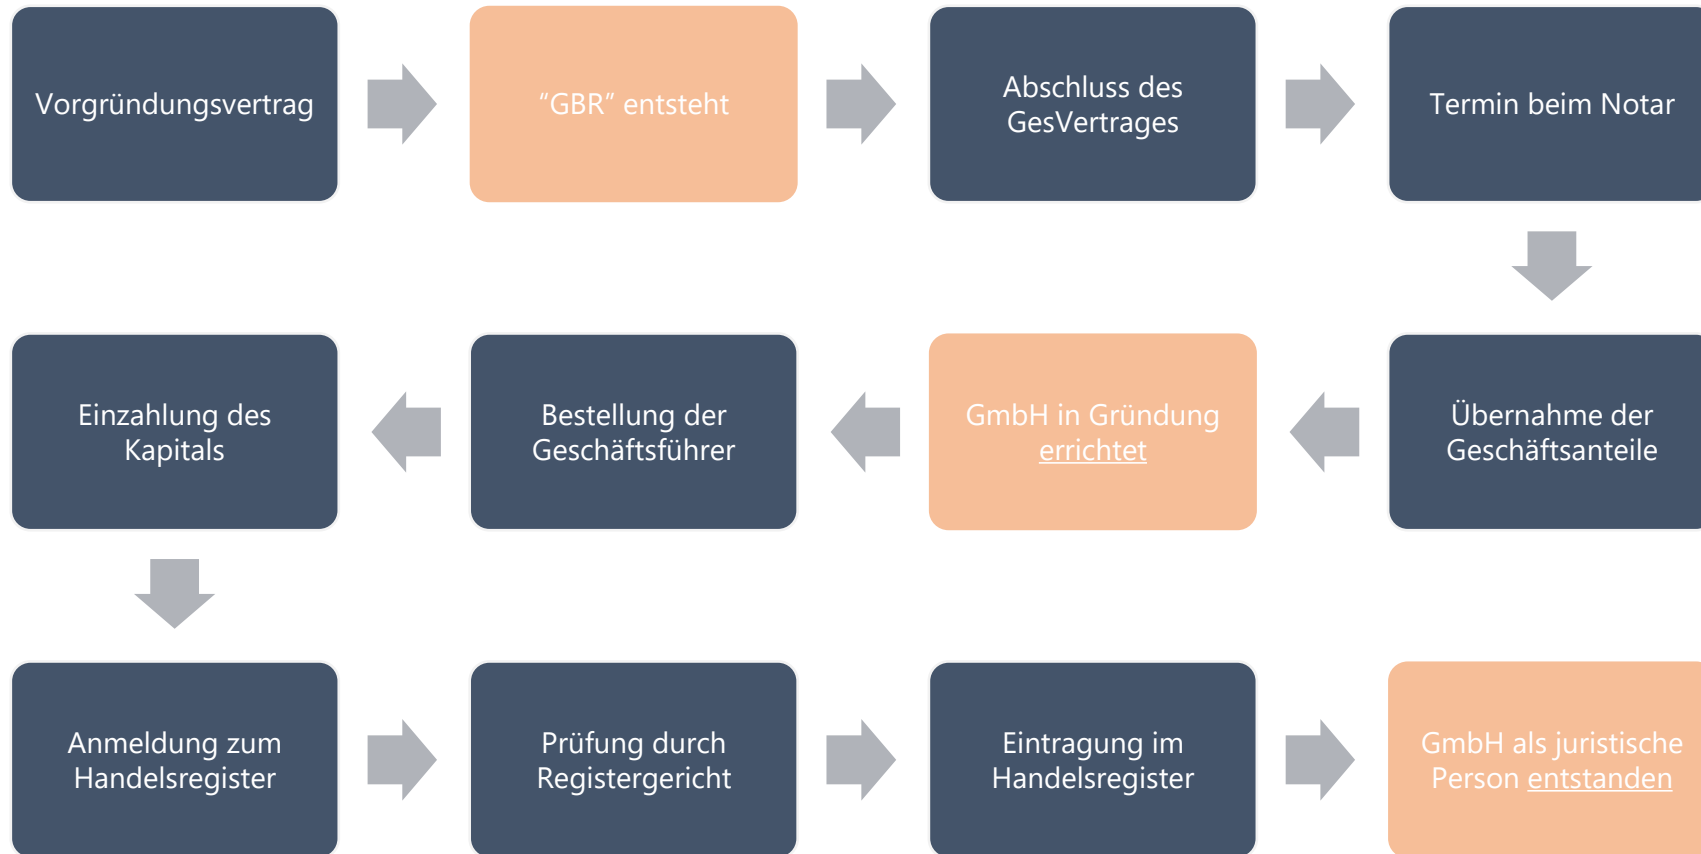 Vorgründungsvertrag
“GBR” entsteht
Abschluss des
GesVertrages
Termin beim Notar
Übernahme der
Geschäftsanteile
GmbH in Gründung
errichtet
Bestellung der
Geschäftsführer
Einzahlung des
Kapitals
Anmeldung zum
Handelsregister
Prüfung durch
Registergericht
Eintragung im
Handelsregister
GmbH als juristische
Person entstanden